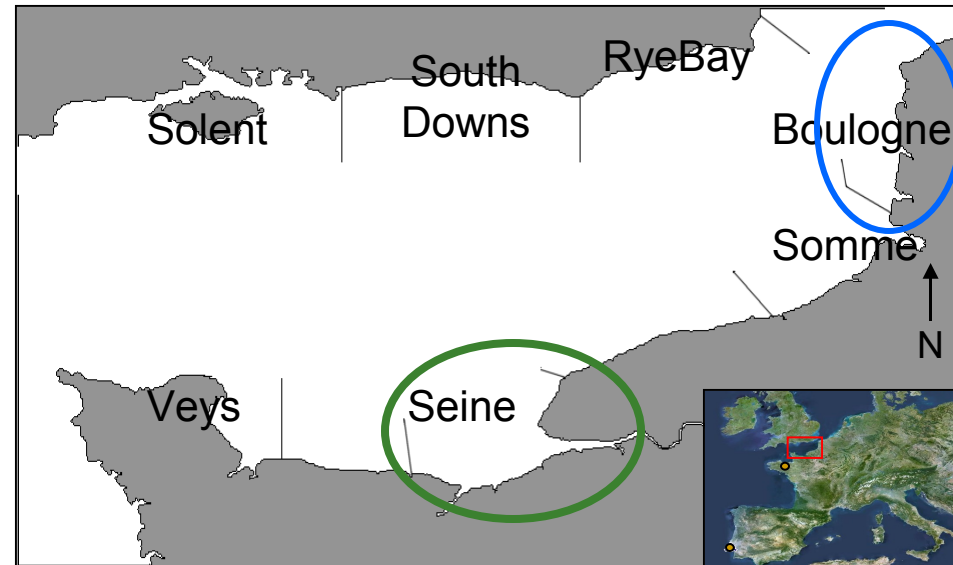 RyeBay
South
Downs
Solent
Boulogne
Somme
N
Veys
Seine